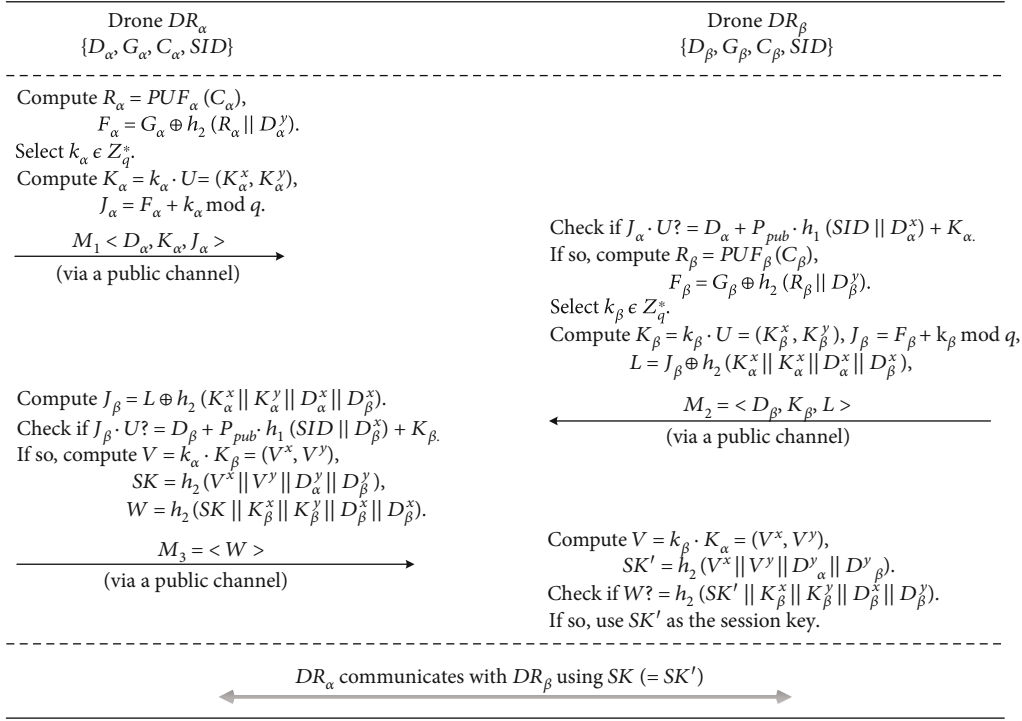 Drone DRα
{Dα, Gα, Cα, SID}
Drone DRβ
{Dβ, Gβ, Cβ, SID}
Compute Rα = PUFα (Cα),
Fα = Gα ⊕ h₂ (Rα || Dα^y).
Select kα ϵ Zq*.
Compute Kα = kα · U= (Kα^x, Kα^y),
Jα = Fα + kα mod q.
M₁ < Dα, Kα, Jα >
(via a public channel)
Check if Jα · U? = Dα + Ppub · h₁ (SID || Dα^x) + Kα.
If so, compute Rβ = PUFβ (Cβ),
Fβ = Gβ ⊕ h₂ (Rβ || Dβ^y).
Select kβ ϵ Zq*.
Compute Kβ = kβ · U = (Kβ^x, Kβ^y), Jβ = Fβ + kβ mod q,
L = Jβ ⊕ h₂ (Kα^x || Kα^x || Dα^x || Dβ^x),
M₂ = < Dβ, Kβ, L >
(via a public channel)
Compute Jβ = L ⊕ h₂ (Kα^x || Kα^y || Dα^x || Dβ^x).
Check if Jβ · U? = Dβ + Ppub · h₁ (SID || Dβ^x) + Kβ.
If so, compute V = kα · Kβ = (V^x, V^y),
SK = h₂ (V^x || V^y || Dα^y || Dβ^y),
W = h₂ (SK || Kβ^x || Kβ^y || Dβ^x || Dβ^x).
M₃ = < W >
(via a public channel)
Compute V = kβ · Kα = (V^x, V^y),
SK′ = h₂ (V^x || V^y || D^y α || D^y β).
Check if W? = h₂ (SK′ || Kβ^x || Kβ^y || Dβ^x || Dβ^y).
If so, use SK′ as the session key.
DRα communicates with DRβ using SK (= SK′)